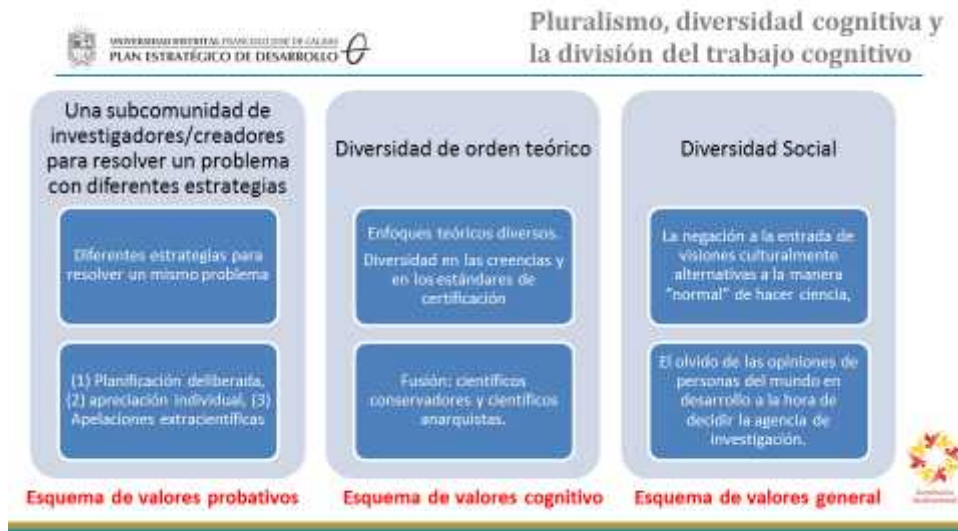 UNIVERSIDAD DISTRITAL FRANCISCO JOSÉ DE CALDAS
PLAN ESTRATÉGICO DE DESARROLLO
Pluralismo, diversidad cognitiva y
la división del trabajo cognitivo
Una subcomunidad de
investigadores/creadores
para resolver un problema
con diferentes estrategias
Diferentes estrategias para
resolver un mismo problema
(1) Planificación deliberada,
(2) apreciación individual, (3)
Apelaciones extracientíficas
Esquema de valores probativos
Diversidad de orden teórico
Enfoques teóricos diversos.
Diversidad en las creencias y
en los estándares de
certificación
Fusión: científicos
conservadores y científicos
anarquistas.
Esquema de valores cognitivo
Diversidad Social
La negación a la entrada de
visiones culturalmente
alternativas a la manera
"normal" de hacer ciencia,
El olvido de las opiniones de
personas del mundo en
desarrollo a la hora de
decidir la agencia de
investigación.
Esquema de valores general